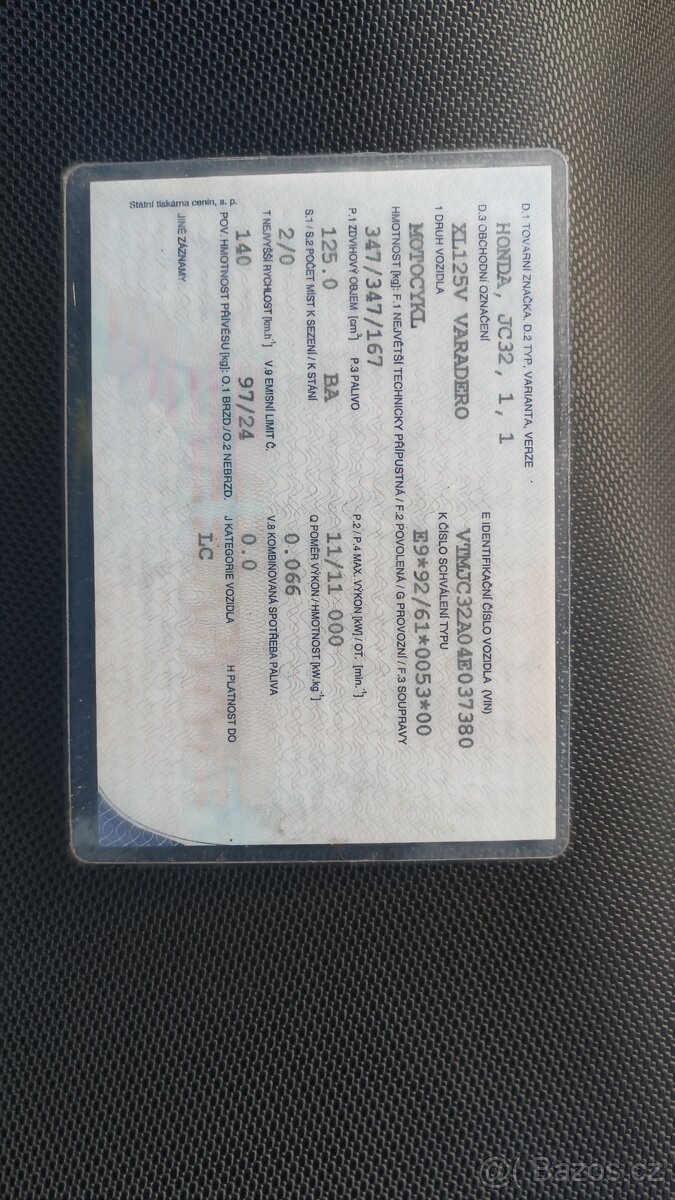 D.1 TOVARNÍ ZNAČKA, D.2 TYP, VARIANTA, VERZE
HONDA, JC32, 1, 1
E IDENTIFIKAČNÍ ČÍSLO VOZIDLA (VIN)
D.3 OBCHODNÍ OZNAČENÍ
XL125V VARADERO
VTMJC32A04E037380
1 DRUH VOZIDLA
K ČÍSLO SCHVÁLENÍ TYPU
MOTOCYKL
E9*92/61*0053*00
HMOTNOST [kg]: F.1 NEJVĚTŠÍ TECHNICKY PŘÍPUSTNÁ / F.2 POVOLENÁ / G PROVOZNÍ / F.3 SOUPRAVY
347/347/167
P.1 ZDVIHOVÝ OBJEM [cm³] P.3 PALIVO P.2 / P.4 MAX. VÝKON [kW] / OT. [min.⁻¹]
125.0 BA 11/11 000
S.1 / S.2 POČET MÍST K SEZENÍ / K STÁNÍ Q POMĚR VÝKON / HMOTNOST [kW.kg⁻¹]
2/0 0.066
T NEJVYŠŠÍ RYCHLOST [km.h⁻¹] V.9 EMISNÍ LIMIT Č. V.8 KOMBINOVANÁ SPOTŘEBA PALIVA
140 97/24 0.0
POV. HMOTNOST PŘÍVĚSU [kg]: O.1 BRZD. / O.2 NEBRZD. J KATEGORIE VOZIDLA H PLATNOST DO
LC
JINÉ ZÁZNAMY
Státní tiskárna cenin, s. p.
@( Bazos.cz